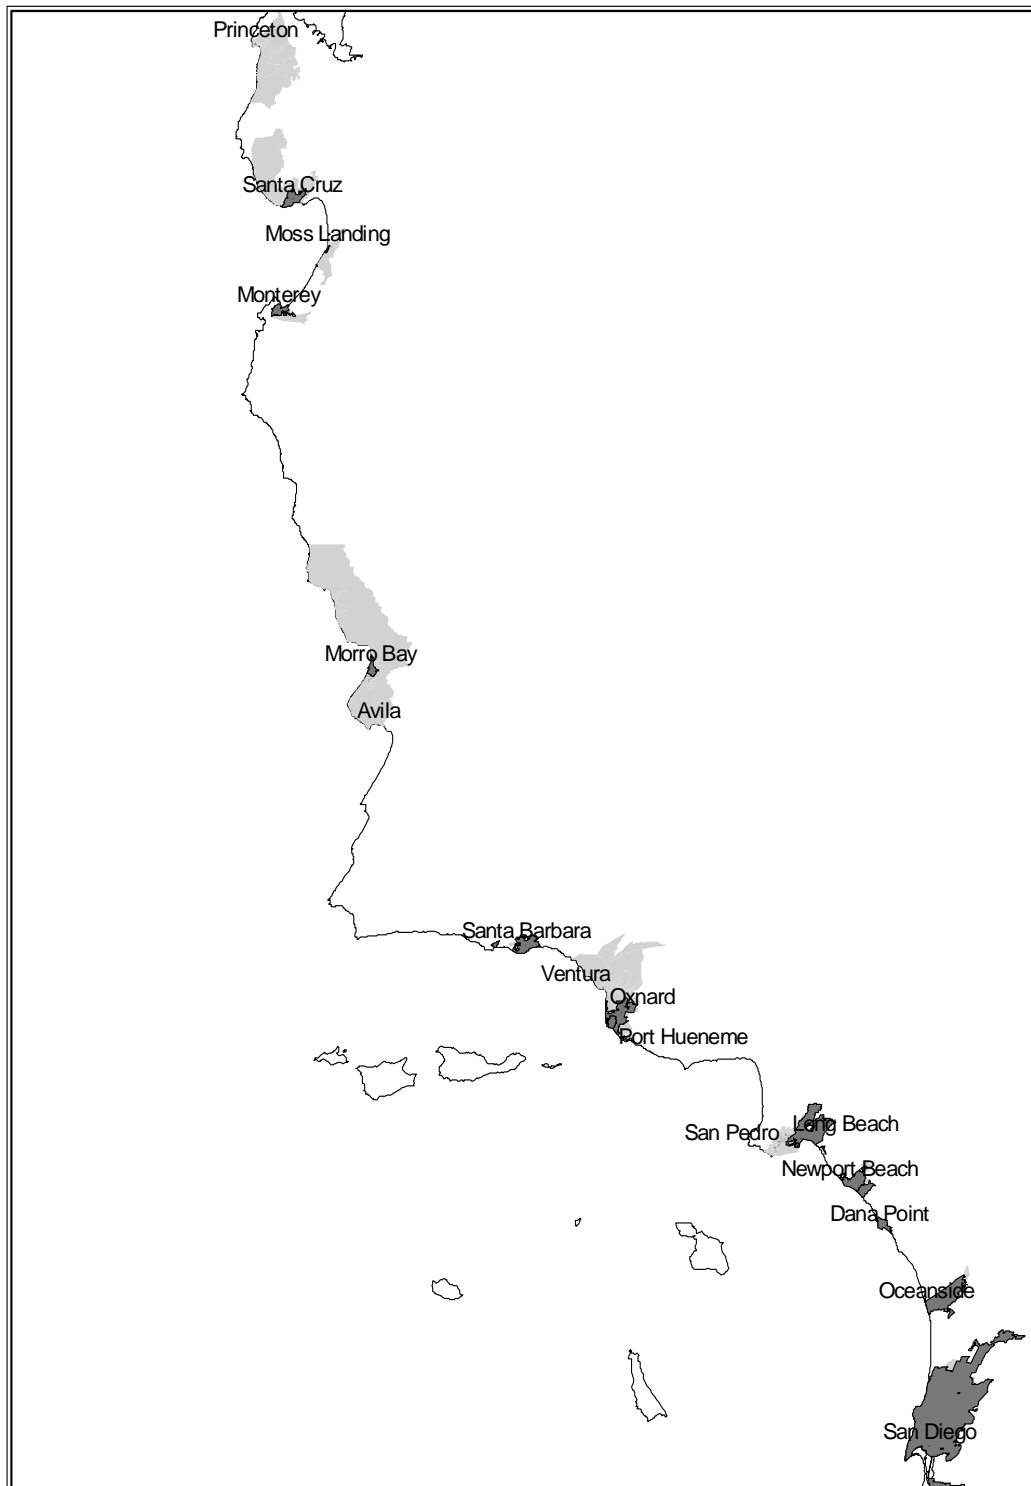 Princeton
Santa Cruz
Moss Landing
Monterey
Morro Bay
Avila
Santa Barbara
Ventura
Oxnard
Port Hueneme
Long Beach
San Pedro
Newport Beach
Dana Point
Oceanside
San Diego